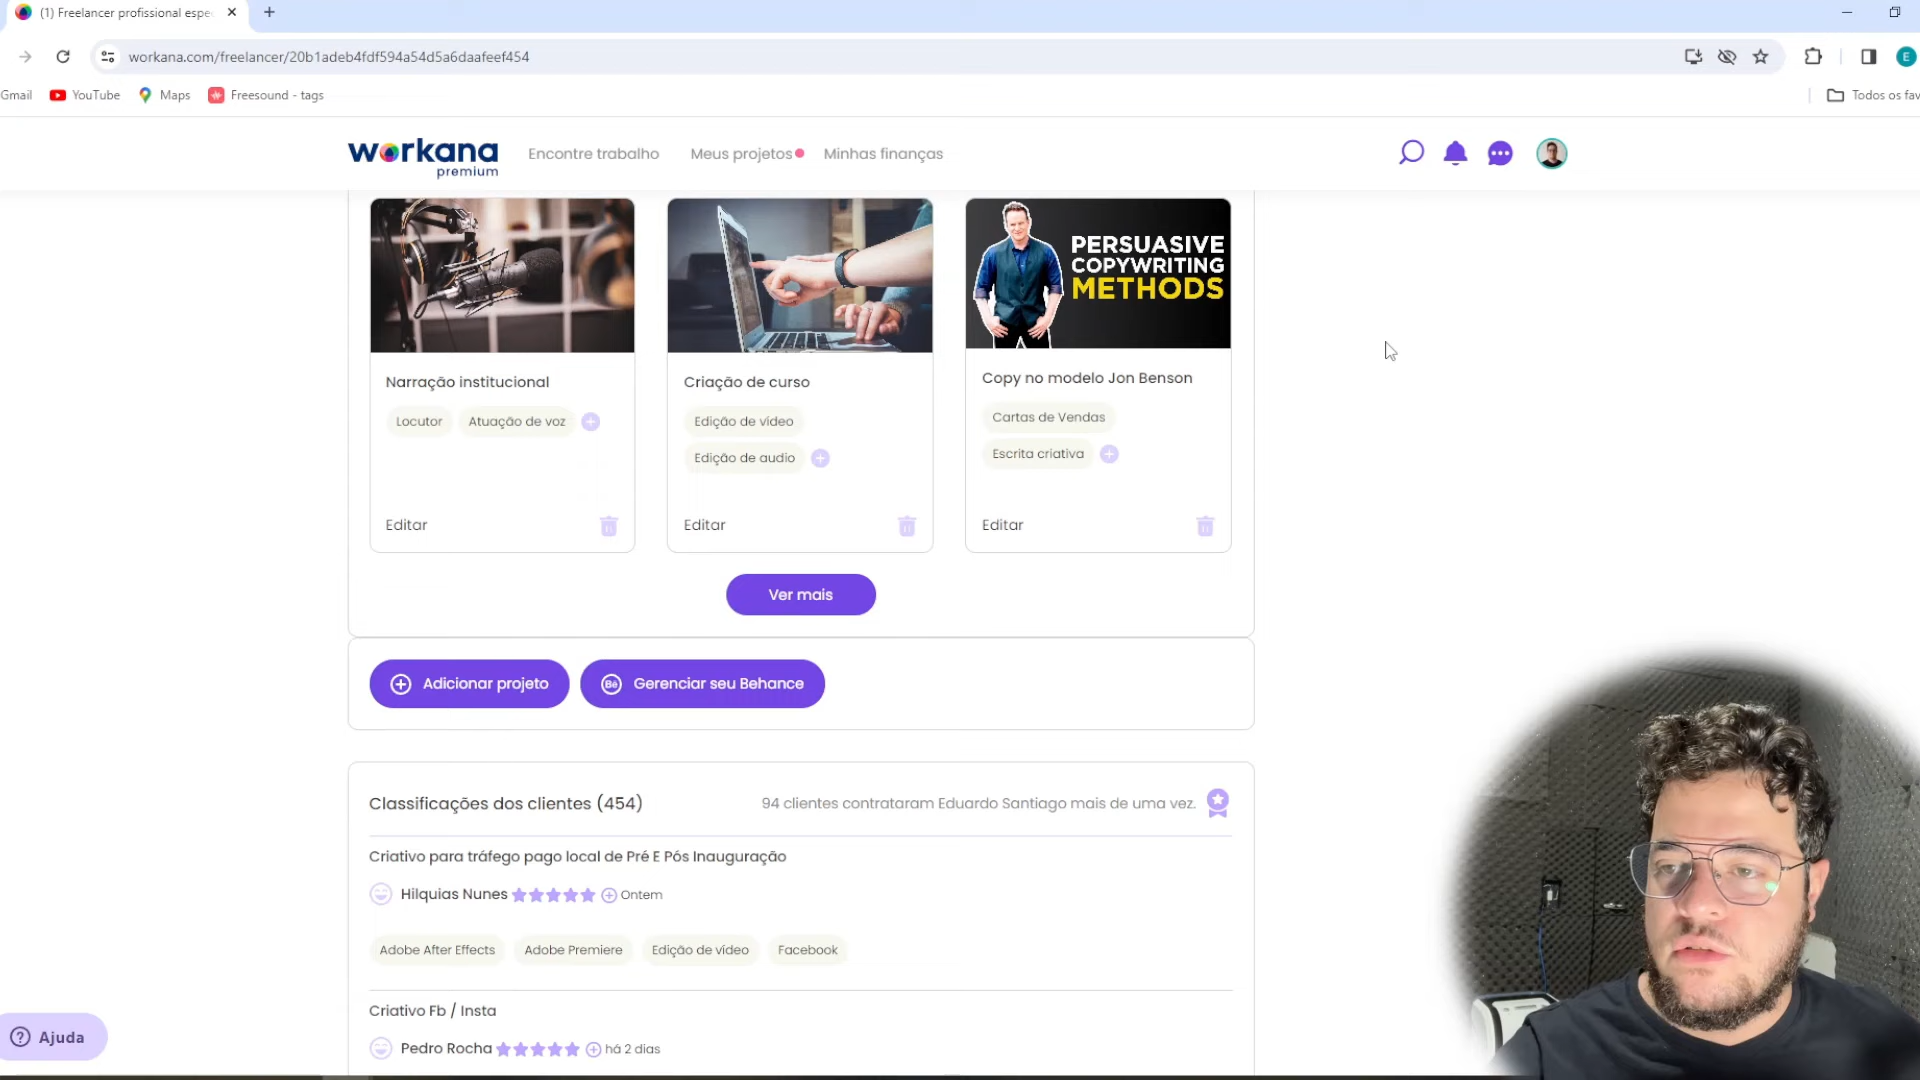 (1) Freelancer profissional espe
workana.com/freelancer/20b1adeb4fdf594a54d5a6daafeef454
E
Gmail
YouTube
Maps
Freesound - tags
Todos os fav
workana
premium
Encontre trabalho
Meus projetos
Minhas finanças
PERSUASIVE
COPYWRITING
METHODS
Narração institucional
Locutor
Atuação de voz
Editar
Criação de curso
Edição de vídeo
Edição de audio
Editar
Copy no modelo Jon Benson
Cartas de Vendas
Escrita criativa
Editar
Ver mais
Adicionar projeto
Bē Gerenciar seu Behance
Classificações dos clientes (454)
94 clientes contrataram Eduardo Santiago mais de uma vez.
Criativo para tráfego pago local de Pré E Pós Inauguração
Hilquias Nunes
Ontem
Adobe After Effects
Adobe Premiere
Edição de vídeo
Facebook
Criativo Fb / Insta
Pedro Rocha
há 2 dias
Ajuda